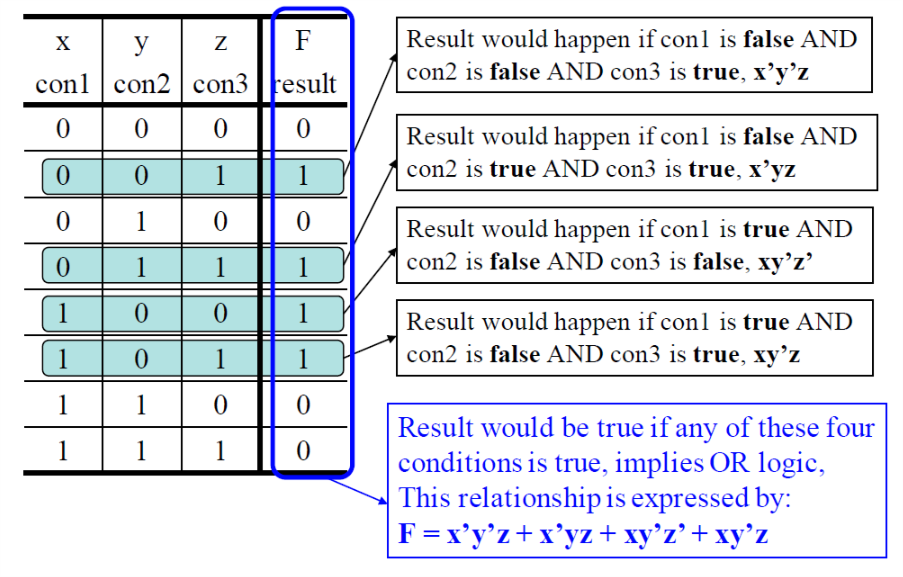 x y z F
con1 con2 con3 result
0 0 0 0
0 0 1 1
0 1 0 0
0 1 1 1
1 0 0 1
1 0 1 1
1 1 0 0
1 1 1 0
Result would happen if con1 is false AND
con2 is false AND con3 is true, x’y’z
Result would happen if con1 is false AND
con2 is true AND con3 is true, x’yz
Result would happen if con1 is true AND
con2 is false AND con3 is false, xy’z’
Result would happen if con1 is true AND
con2 is false AND con3 is true, xy’z
Result would be true if any of these four
conditions is true, implies OR logic,
This relationship is expressed by:
F = x’y’z + x’yz + xy’z’ + xy’z